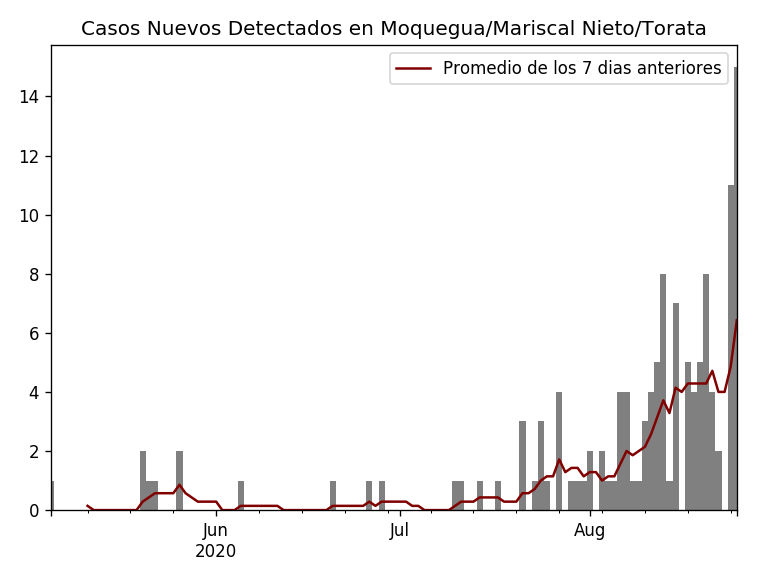 Casos Nuevos Detectados en Moquegua/Mariscal Nieto/Torata
Promedio de los 7 dias anteriores
14
12
10
8
6
4
2
0
Jun
2020
Jul
Aug